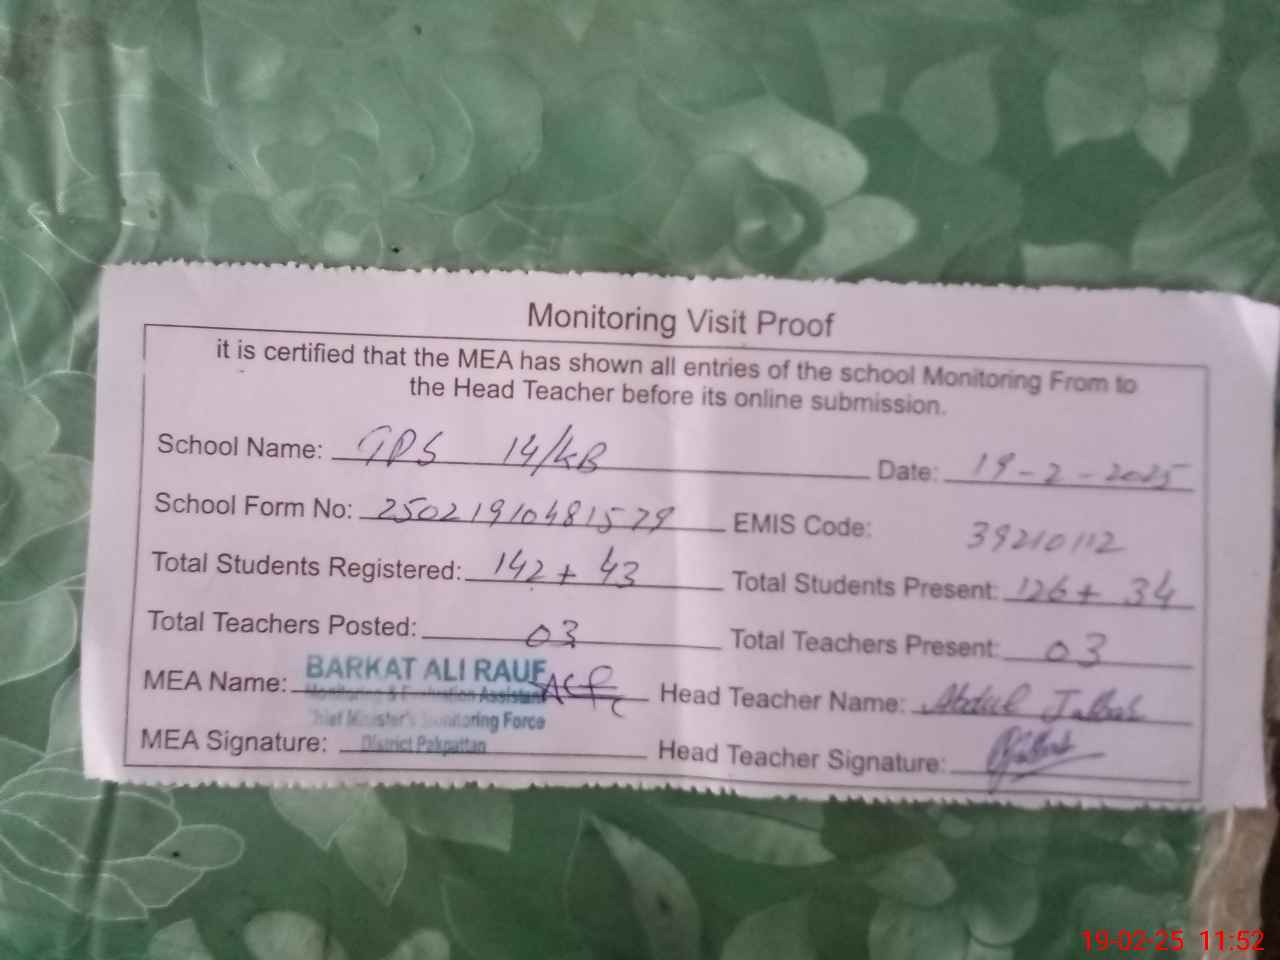 Monitoring Visit Proof
it is certified that the MEA has shown all entries of the school Monitoring From to
the Head Teacher before its online submission.
School Name: GPS 14/KB Date: 19-2-2025
School Form No: 25021910481579 EMIS Code: 39210112
Total Students Registered: 142 + 43 Total Students Present: 126 + 34
Total Teachers Posted: 03 Total Teachers Present: 03
MEA Name: BARKAT ALI RAUF Head Teacher Name: Abdul
Monitoring & Evaluation Assistant
Chief Minister's Monitoring Force
MEA Signature: District Pakpattan Head Teacher Signature:
19-02-25 11:52